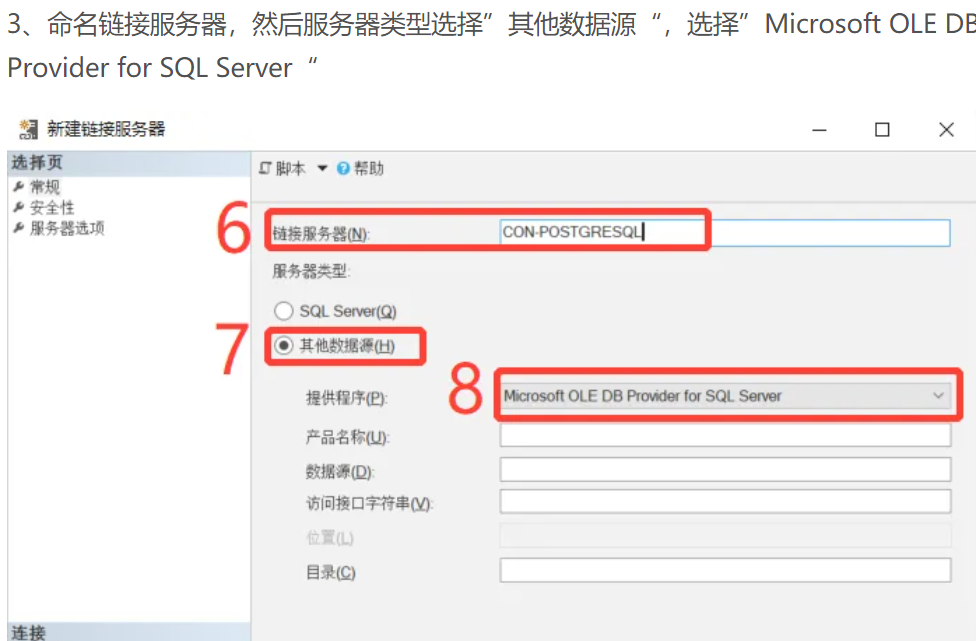 3、命名链接服务器，然后服务器类型选择”其他数据源“，选择”Microsoft OLE DB
Provider for SQL Server“
新建链接服务器
选择页
常规
安全性
服务器选项
脚本 帮助
6 链接服务器(N): CON-POSTGRESQL
服务器类型:
SQL Server(Q)
7 其他数据源(H)
8 提供程序(P): Microsoft OLE DB Provider for SQL Server
产品名称(U):
数据源(D):
访问接口字符串(V):
位置(L)
目录(C)
连接